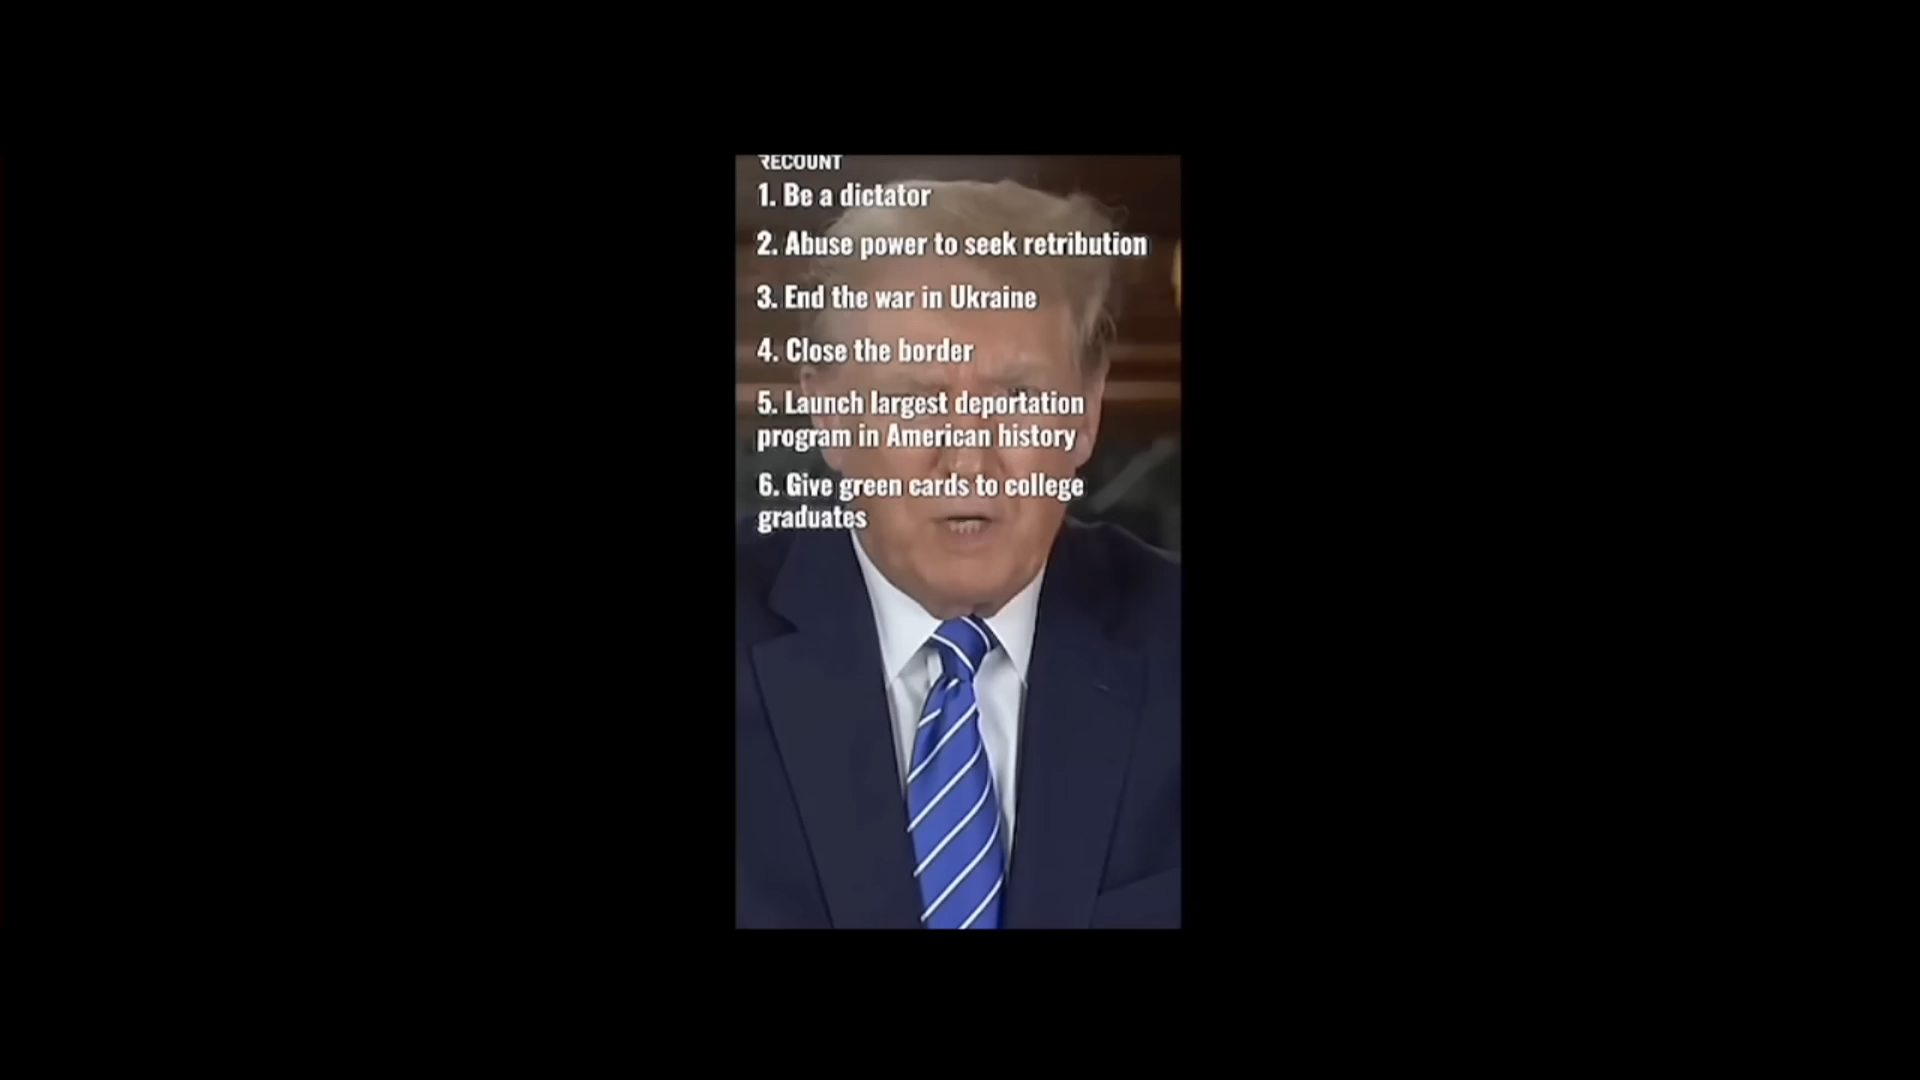 RECOUNT
1. Be a dictator
2. Abuse power to seek retribution
3. End the war in Ukraine
4. Close the border
5. Launch largest deportation
program in American history
6. Give green cards to college
graduates